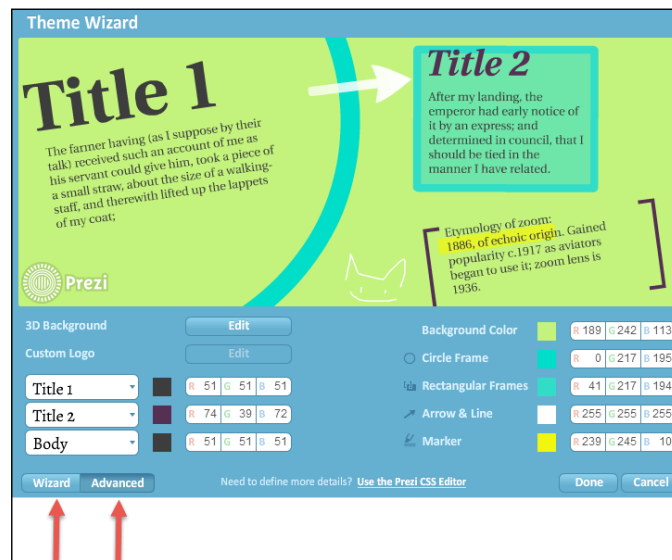 Theme Wizard
Title 1
The farmer having (as I suppose by their
talk) received such an account of me as
his servant could give him, took a piece of
a small straw, about the size of a walking-
staff, and therewith lifted up the lappets
of my coat;
Title 2
After my landing, the
emperor had early notice of
it by an express; and
determined in council, that I
should be tied in the
manner I have related.
Etymology of zoom:
1886, of echoic origin. Gained
popularity c.1917 as aviators
began to use it; zoom lens is
1936.
Prezi
3D Background Edit
Custom Logo Edit
Title 1 R 51 G 51 B 51
Title 2 R 74 G 39 B 72
Body R 51 G 51 B 51
Background Color R 189 G 242 B 113
Circle Frame R 0 G 217 B 195
Rectangular Frames R 41 G 217 B 194
Arrow & Line R 255 G 255 B 255
Marker R 239 G 245 B 10
Wizard Advanced Need to define more details? Use the Prezi CSS Editor Done Cancel